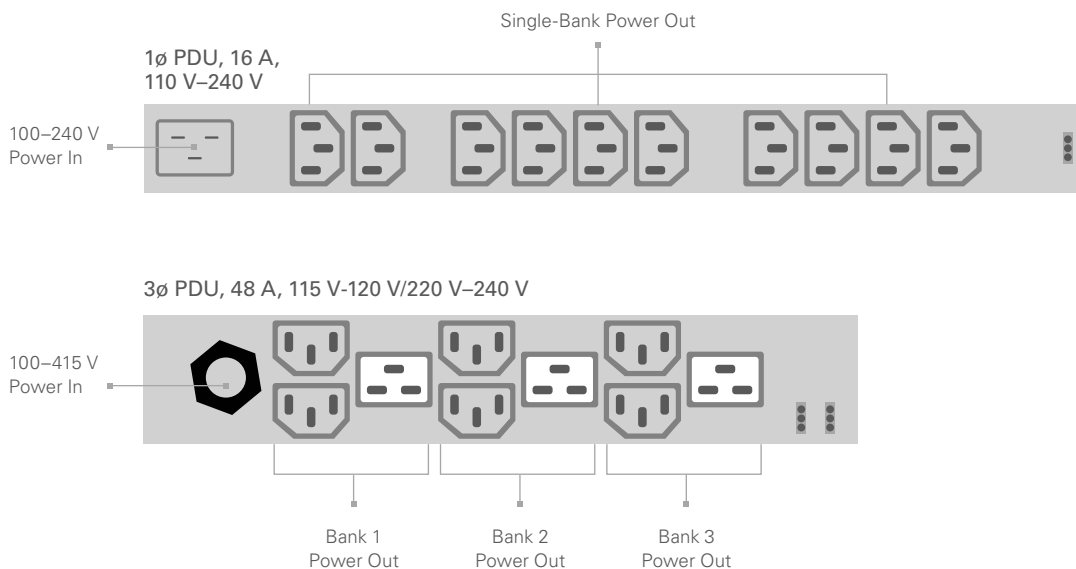 Single-Bank Power Out
1ø PDU, 16 A,
110 V–240 V
100–240 V
Power In
3ø PDU, 48 A, 115 V-120 V/220 V–240 V
100–415 V
Power In
Bank 1
Power Out
Bank 2
Power Out
Bank 3
Power Out